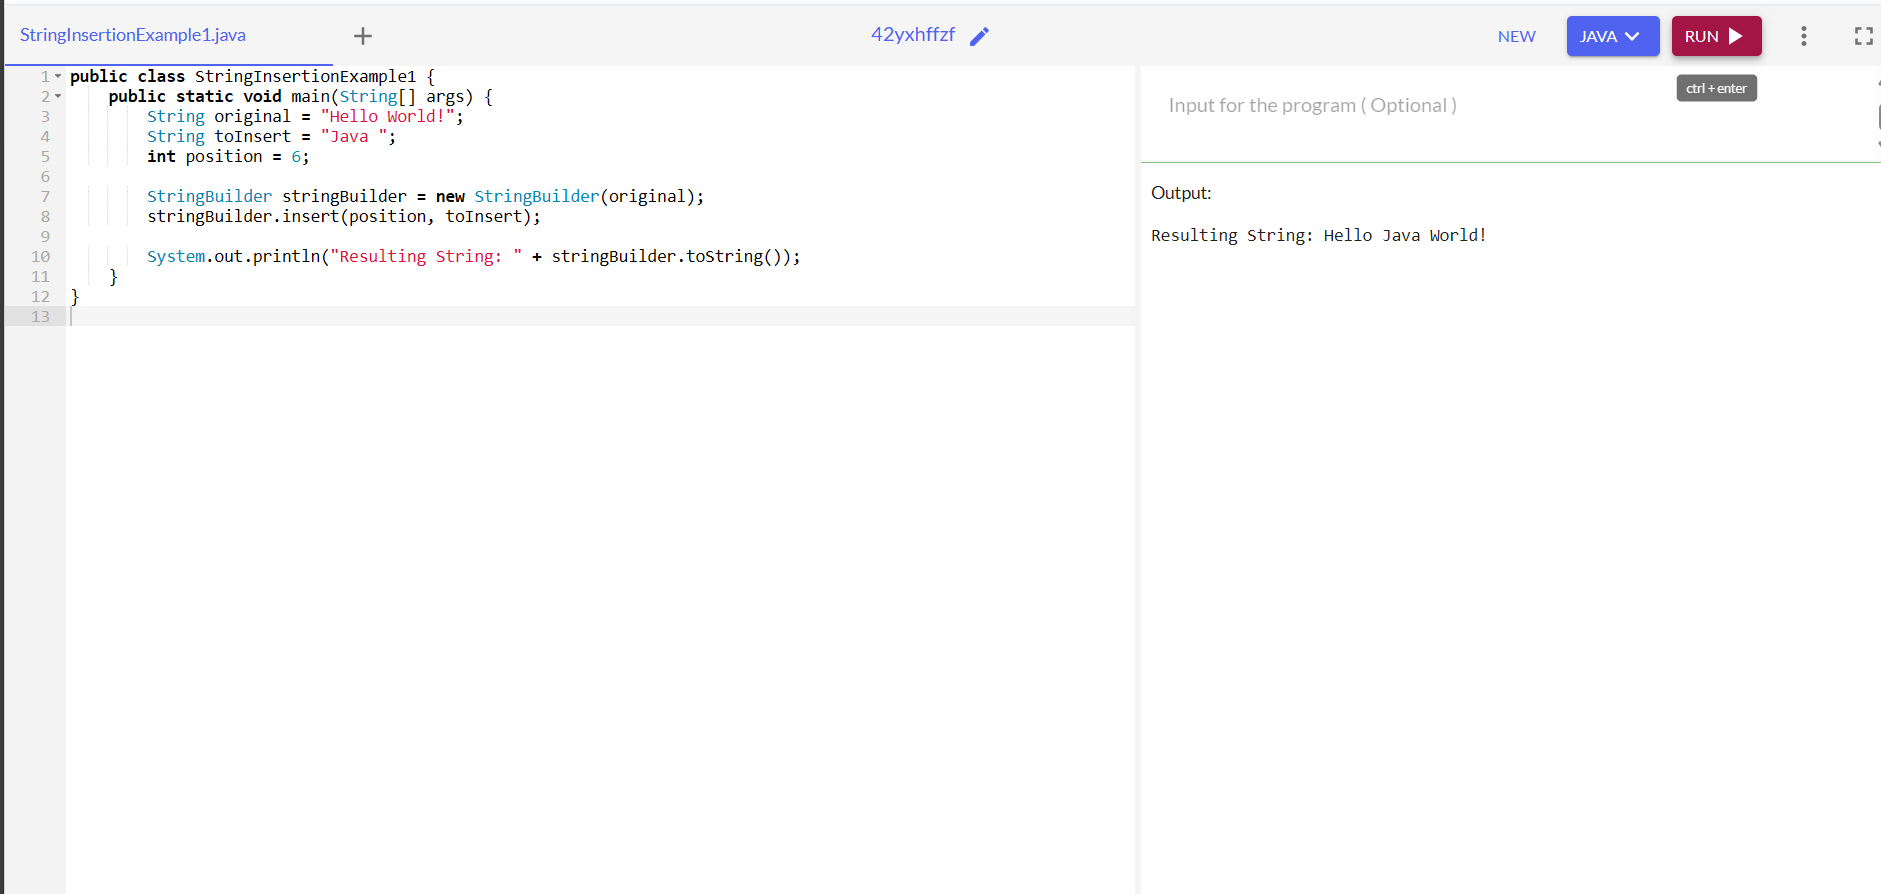 StringInsertionExample1.java + 42yxhffzf NEW JAVA RUN
ctrl + enter
1 public class StringInsertionExample1 {
2     public static void main(String[] args) {
3         String original = "Hello World!";
4         String toInsert = "Java ";
5         int position = 6;
6
7         StringBuilder stringBuilder = new StringBuilder(original);
8         stringBuilder.insert(position, toInsert);
9
10         System.out.println("Resulting String: " + stringBuilder.toString());
11     }
12 }
13
Input for the program ( Optional )
Output:
Resulting String: Hello Java World!